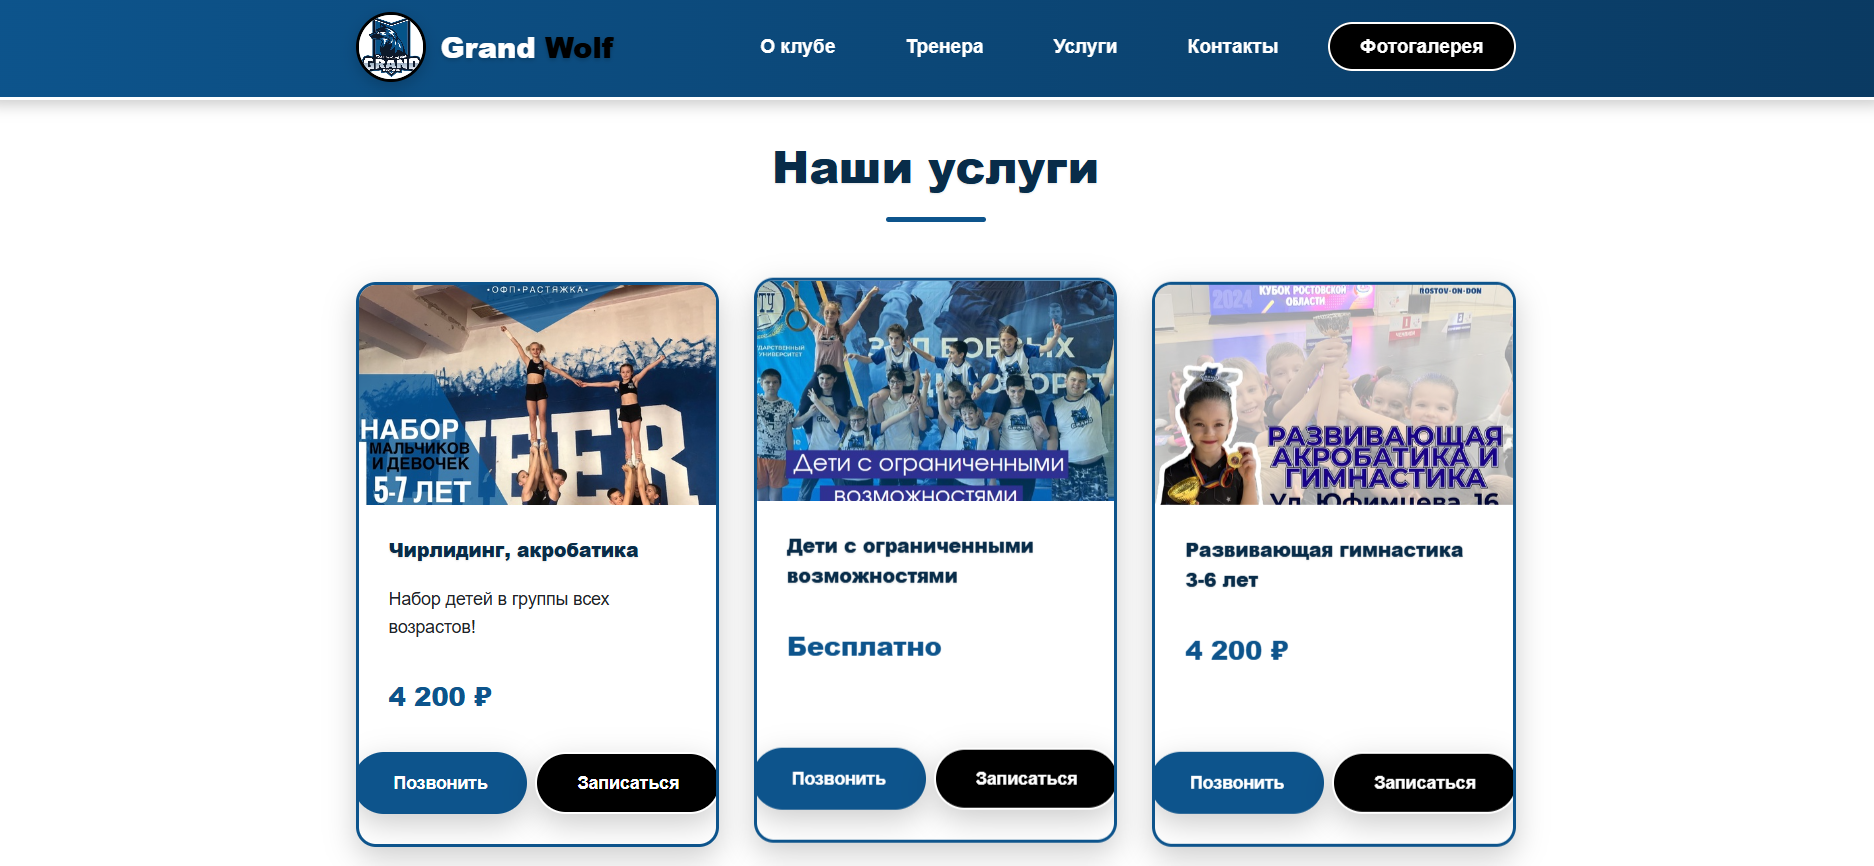 GRAND
Grand Wolf
О клубе
Тренера
Услуги
Контакты
Фотогалерея
Наши услуги
•ОФП•РАСТЯЖКА•
НАБОР
МАЛЬЧИКОВ
И ДЕВОЧЕК
5-7 ЛЕТ
Чирлидинг, акробатика
Набор детей в группы всех
возрастов!
4 200 ₽
Позвонить
Записаться
УНИВЕРСИТЕТ
Дети с ограниченными
возможностями
Дети с ограниченными
возможностями
Бесплатно
Позвонить
Записаться
2024
КУБОК РОСТОВСКОЙ
ОБЛАСТИ
ROSTOV-ON-DON
РАЗВИВАЮЩАЯ
АКРОБАТИКА И
ГИМНАСТИКА
Ул. Юфимцева, 16
Развивающая гимнастика
3-6 лет
4 200 ₽
Позвонить
Записаться